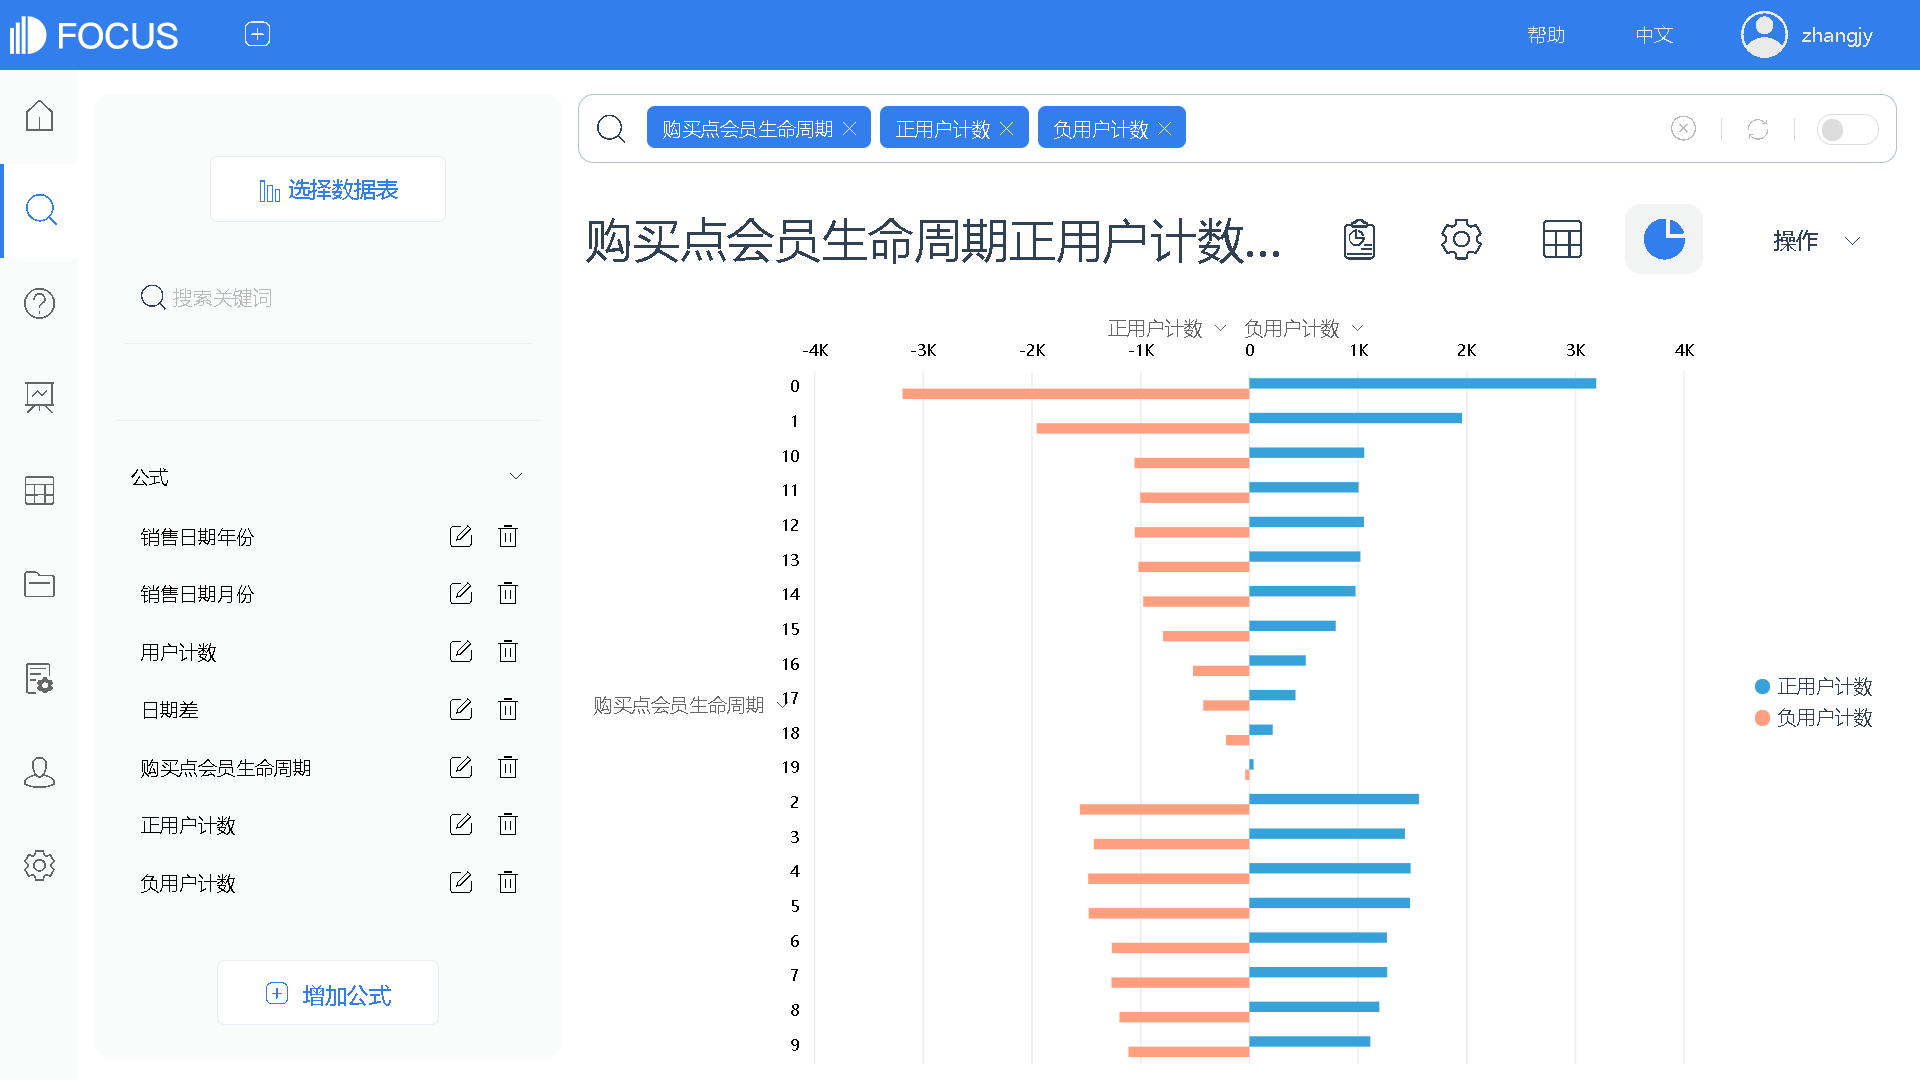 FOCUS
帮助
中文
zhangjy
选择数据表
搜索关键词
公式
销售日期年份
销售日期月份
用户计数
日期差
购买点会员生命周期
正用户计数
负用户计数
增加公式
购买点会员生命周期 正用户计数 负用户计数
购买点会员生命周期正用户计数...
操作
正用户计数 负用户计数
-4K -3K -2K -1K 0 1K 2K 3K 4K
0
1
10
11
12
13
14
15
16
17
18
19
2
3
4
5
6
7
8
9
购买点会员生命周期
正用户计数
负用户计数